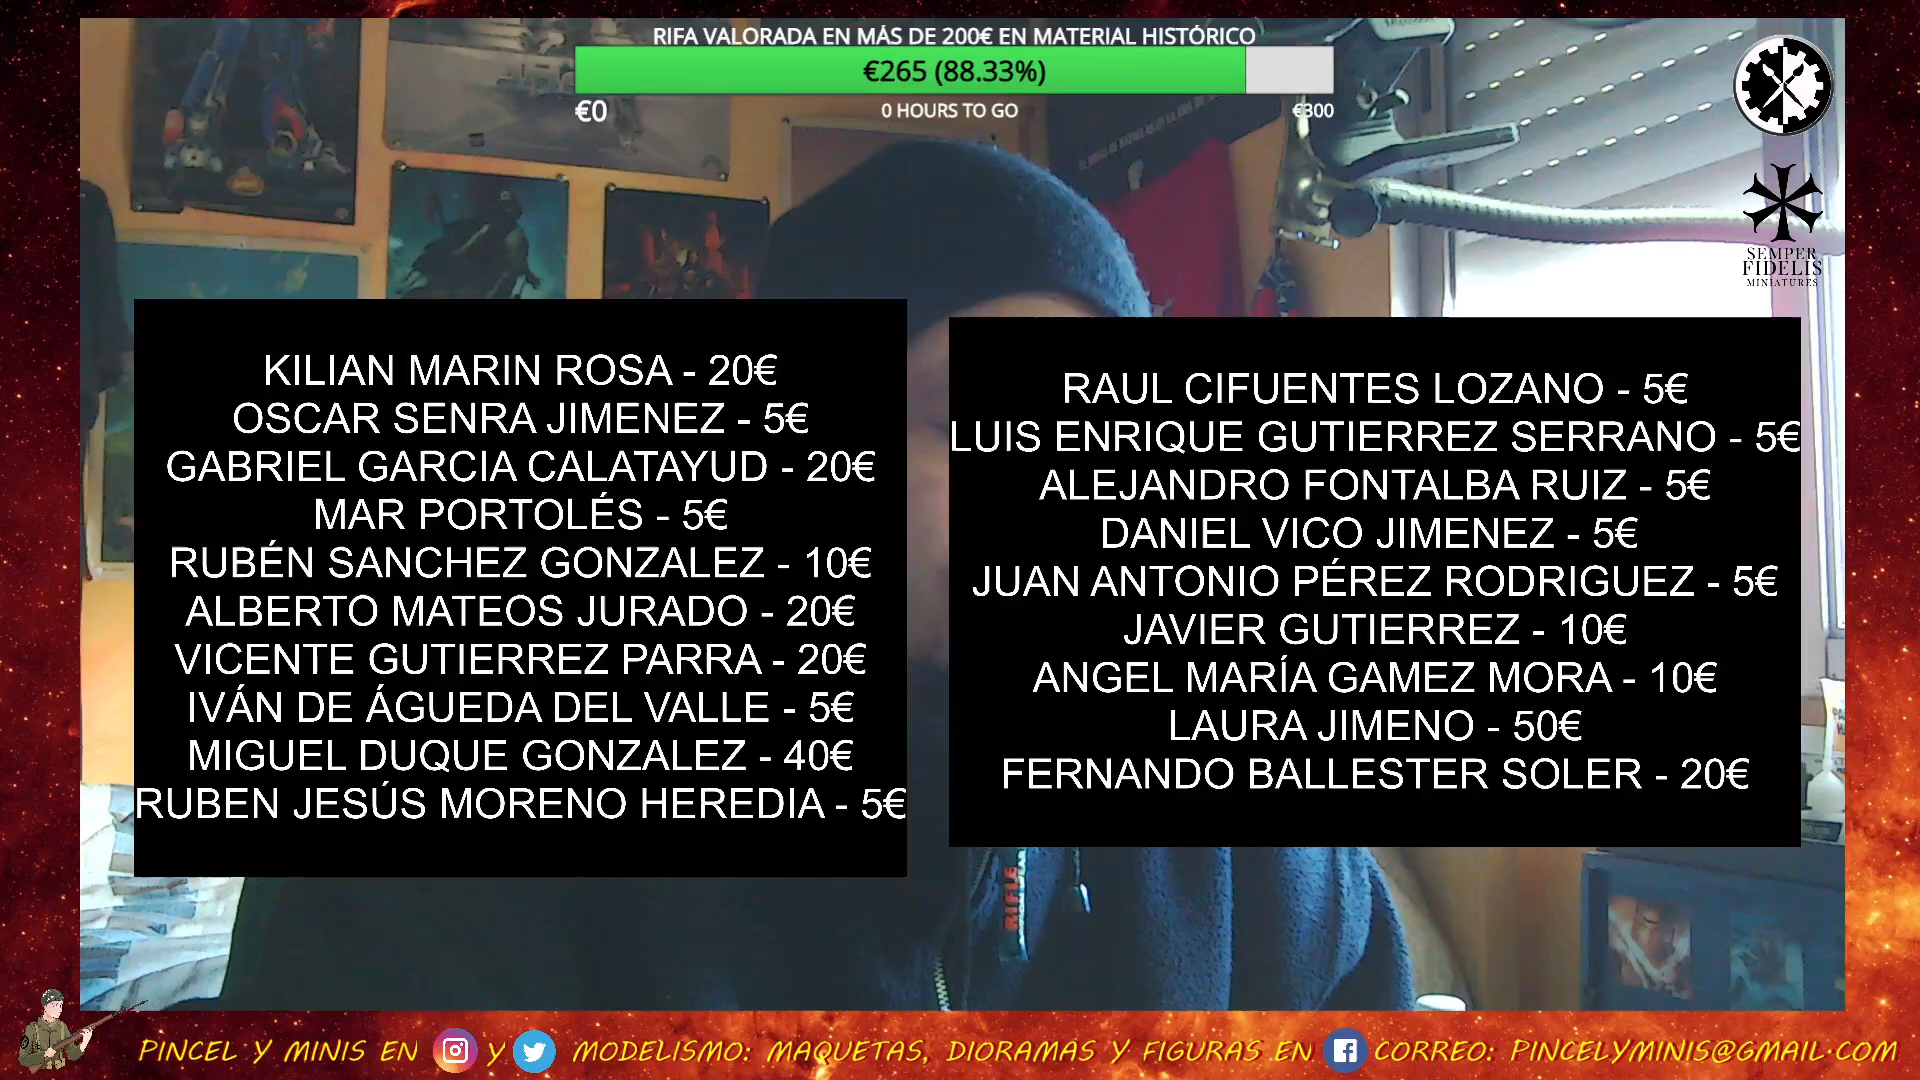 RIFA VALORADA EN MÁS DE 200€ EN MATERIAL HISTÓRICO
€265 (88.33%)
€0
0 HOURS TO GO
€300
SEMPER
FIDELIS
MINIATURES
KILIAN MARIN ROSA - 20€
OSCAR SENRA JIMENEZ - 5€
GABRIEL GARCIA CALATAYUD - 20€
MAR PORTOLÉS - 5€
RUBÉN SANCHEZ GONZALEZ - 10€
ALBERTO MATEOS JURADO - 20€
VICENTE GUTIERREZ PARRA - 20€
IVÁN DE ÁGUEDA DEL VALLE - 5€
MIGUEL DUQUE GONZALEZ - 40€
RUBEN JESÚS MORENO HEREDIA - 5€
RAUL CIFUENTES LOZANO - 5€
LUIS ENRIQUE GUTIERREZ SERRANO - 5€
ALEJANDRO FONTALBA RUIZ - 5€
DANIEL VICO JIMENEZ - 5€
JUAN ANTONIO PÉREZ RODRIGUEZ - 5€
JAVIER GUTIERREZ - 10€
ANGEL MARÍA GAMEZ MORA - 10€
LAURA JIMENO - 50€
FERNANDO BALLESTER SOLER - 20€
RIFLE
PINCEL Y MINIS EN Y MODELISMO: MAQUETAS, DIORAMAS Y FIGURAS EN CORREO: PINCELYMINIS@GMAIL.COM